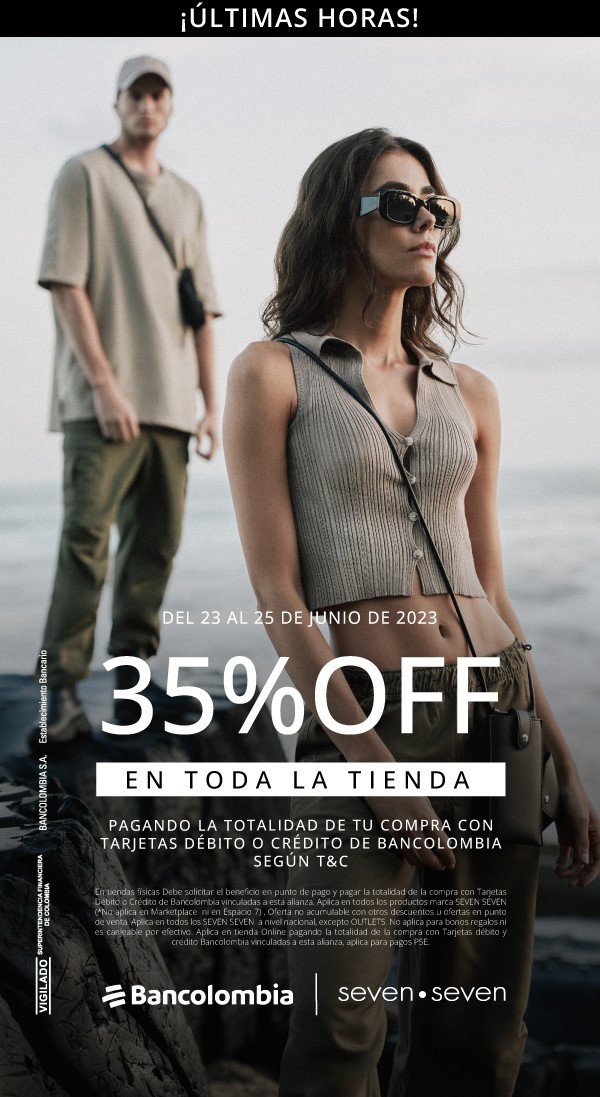 ¡ÚLTIMAS HORAS!
DEL 23 AL 25 DE JUNIO DE 2023
35%OFF
EN TODA LA TIENDA
PAGANDO LA TOTALIDAD DE TU COMPRA CON
TARJETAS DÉBITO O CRÉDITO DE BANCOLOMBIA
SEGÚN T&C
En tiendas físicas Debe solicitar el beneficio en punto de pago y pagar la totalidad de la compra con Tarjetas
Débito o Crédito de Bancolombia vinculadas a esta alianza. Aplica en todos los productos marca SEVEN SEVEN
(*No aplica en Marketplace ni en Espacio 7) , Oferta no acumulable con otros descuentos u ofertas en punto
de venta. Aplica en todos los SEVEN SEVEN a nivel nacional, excepto OUTLETS. No aplica para bonos regalos ni
es canjeable por efectivo. Aplica en tienda Online pagando la totalidad de la compra con Tarjetas débito y
crédito Bancolombia vinculadas a esta alianza, aplica para pagos PSE.
VIGILADO SUPERINTENDENCIA FINANCIERA
DE COLOMBIA
BANCOLOMBIA S.A. Establecimiento Bancario
Bancolombia
seven•seven